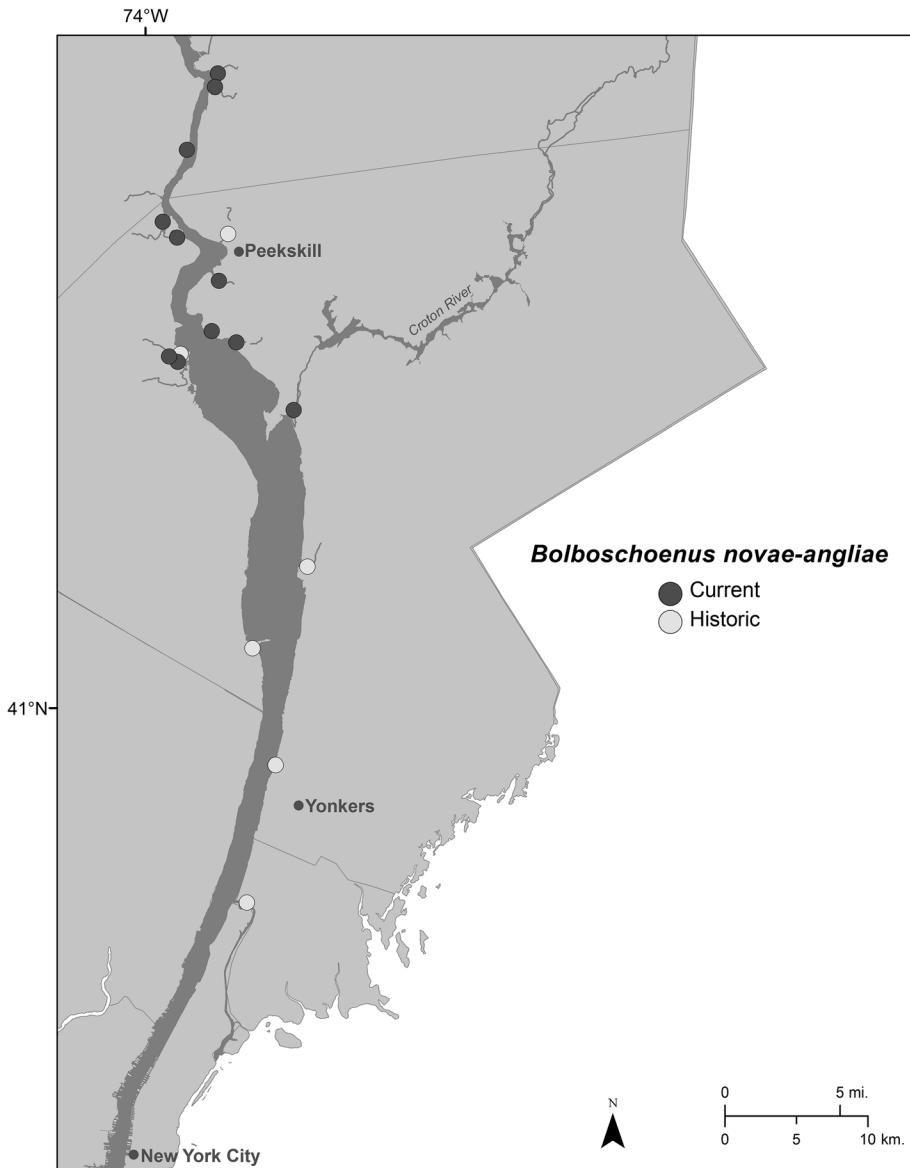 74°W
Peekskill
Croton River
Bolboschoenus novae-angliae
Current
Historic
41°N
Yonkers
N
0 5 mi.
0 5 10 km.
New York City